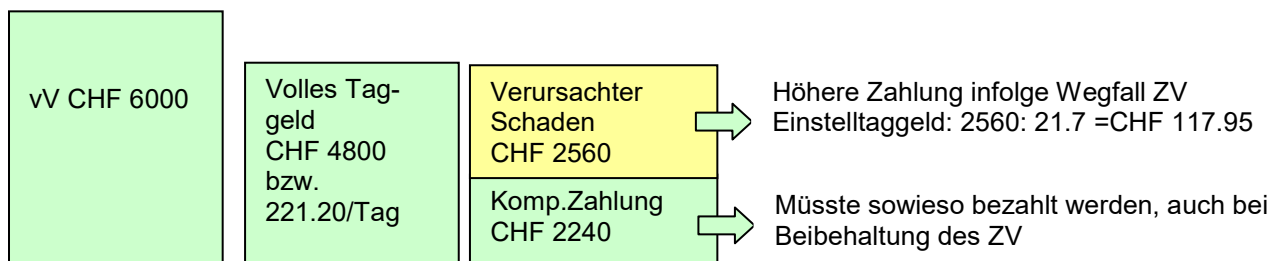 vV CHF 6000
Volles Tag-
geld
CHF 4800
bzw.
221.20/Tag
Verursachter
Schaden
CHF 2560
Komp.Zahlung
CHF 2240
Höhere Zahlung infolge Wegfall ZV
Einstelltaggeld: 2560: 21.7 =CHF 117.95
Müsste sowieso bezahlt werden, auch bei
Beibehaltung des ZV